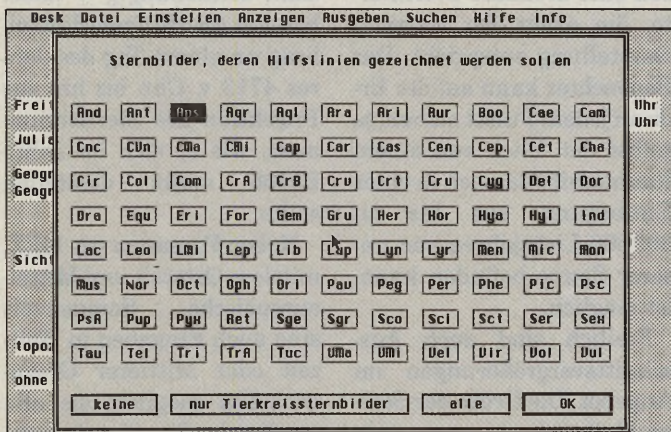 Desk Datei Einstellen Anzeigen Ausgeben Suchen Hilfe Info
Sternbilder, deren Hilfslinien gezeichnet werden sollen
Freit
And Ant Aps Aqr Aql Ara Ari Aur Boo Cae Cam
Uhr
Uhr
Julia
Cnc CVn CMa CMi Cap Car Cas Cen Cep Cet Cha
Geogr
Geogr
Cir Col Com CrA CrB Crv Crt Cru Cyg Del Dor
Dra Equ Eri For Gem Gru Her Hor Hya Hyi Ind
Sicht
Lac Leo LMi Lep Lib Lup Lyn Lyr Men Mic Mon
Mus Nor Oct Oph Ori Pav Peg Per Phe Pic Psc
PsA Pup Pyx Ret Sge Sgr Sco Scl Sct Ser Sex
topoz
Tau Tel Tri TrA Tuc UMa UMi Vel Vir Vol Vul
ohne
keine nur Tierkreissternbilder alle OK